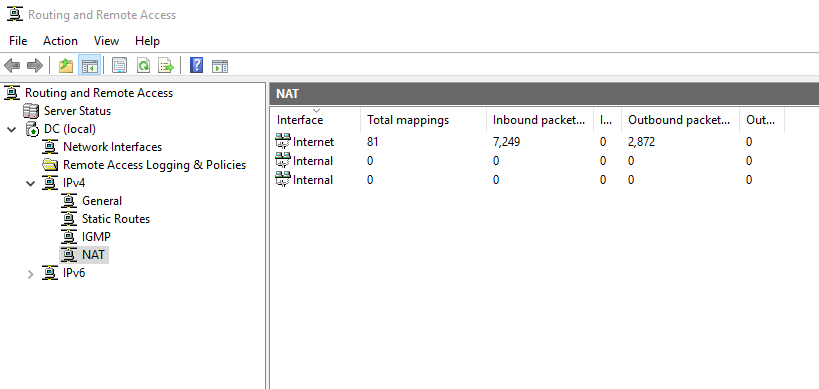 Routing and Remote Access
File Action View Help
Routing and Remote Access
Server Status
DC (local)
Network Interfaces
Remote Access Logging & Policies
IPv4
General
Static Routes
IGMP
NAT
IPv6
NAT
Interface Total mappings Inbound packet... I... Outbound packet... Out...
Internet 81 7,249 0 2,872 0
Internal 0 0 0 0 0
Internal 0 0 0 0 0